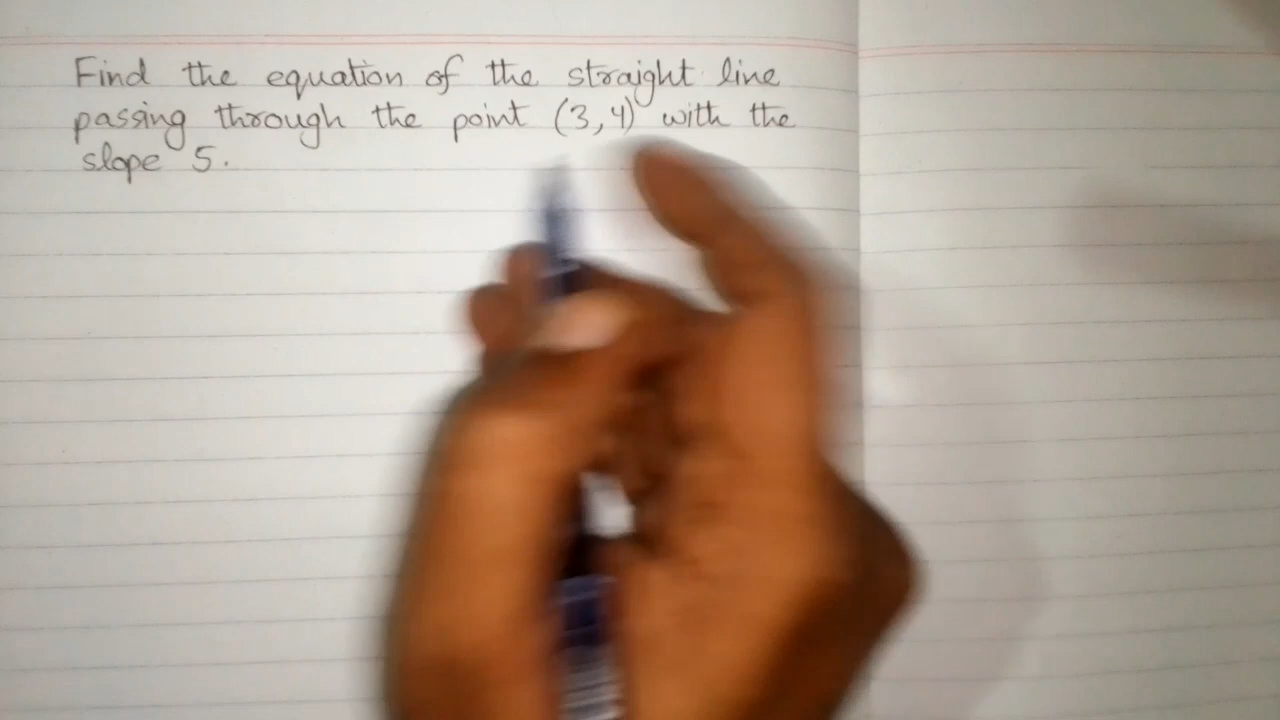 Find the equation of the straight line
passing through the point (3,4) with the
slope 5.